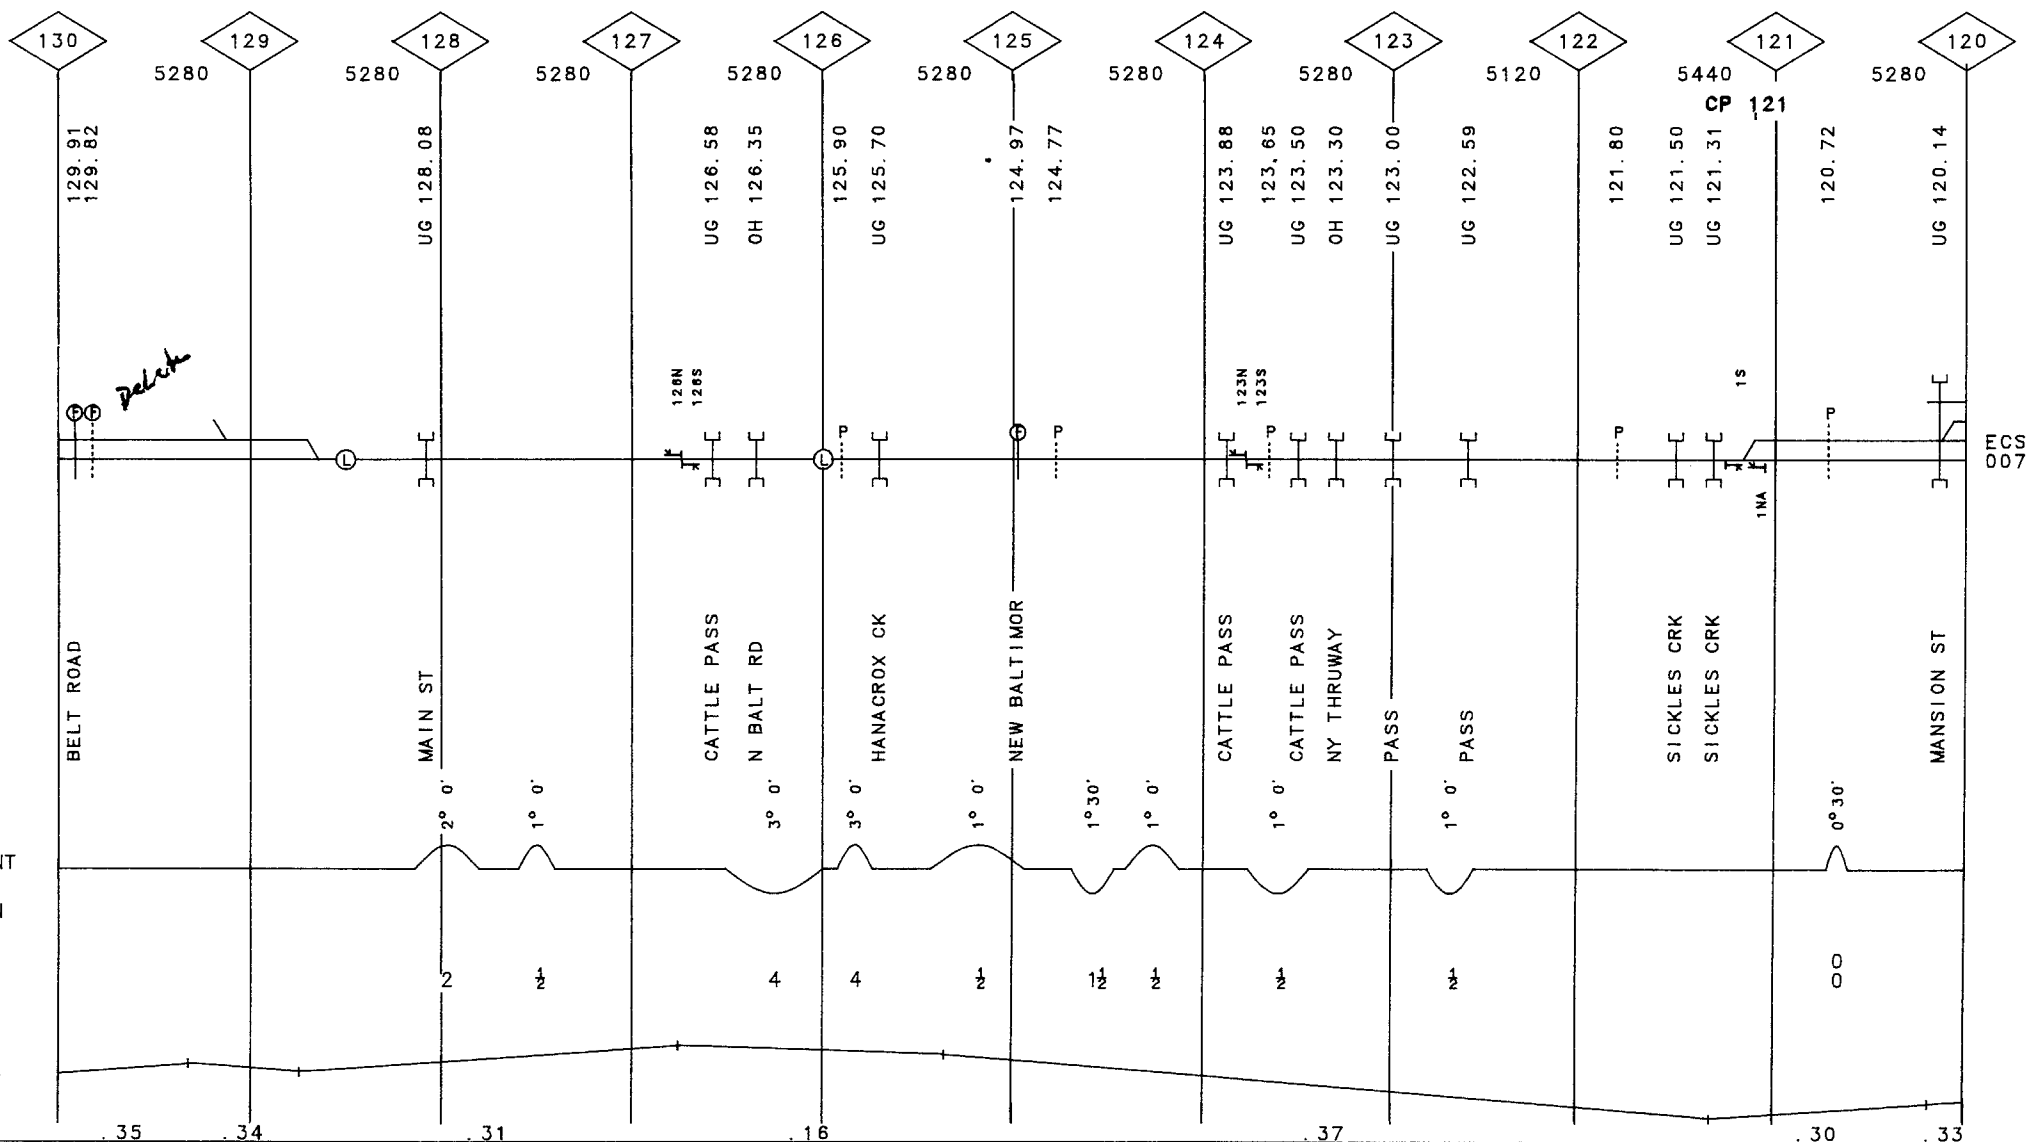 130 129 128 127 126 125 124 123 122 121 120
5280 5280 5280 5280 5280 5280 5280 5120 5440 5280
CP 121
129.91
129.82
UG 128.08
UG 126.58
OH 126.35
125.90
UG 125.70
124.97
124.77
UG 123.88
123.65
UG 123.50
OH 123.30
UG 123.00
UG 122.59
121.80
UG 121.50
UG 121.31
120.72
UG 120.14
Delete
126N
126S
123N
123S
1S
F F L L P F P P P P
ECS
007
1NA
BELT ROAD
MAIN ST
CATTLE PASS
N BALT RD
HANACROX CK
NEW BALTIMOR
CATTLE PASS
CATTLE PASS
NY THRUWAY
PASS
PASS
SICKLES CRK
SICKLES CRK
MANSION ST
2° 0' 1° 0' 3° 0' 3° 0' 1° 0' 1° 30' 1° 0' 1° 0' 1° 0' 0° 30'
NT
N
2 ½ 4 4 ½ 1½ ½ ½ ½ 0
0
.35 .34 .31 .16 .37 .30 .33